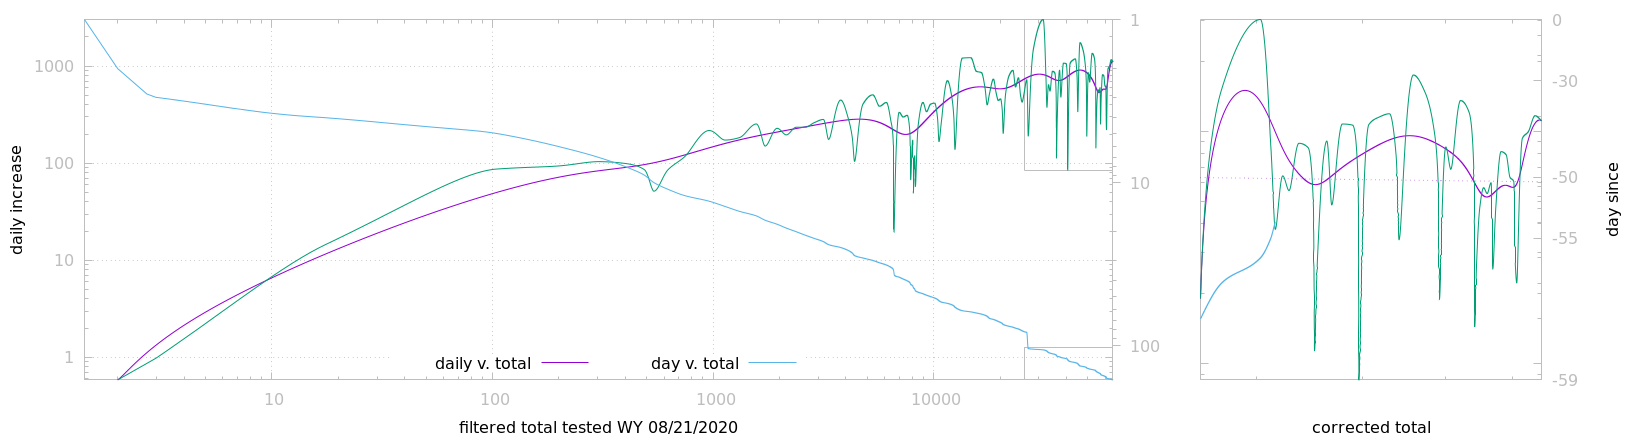 1000
100
10
1
daily increase
10
100
1000
10000
filtered total tested WY 08/21/2020
daily v. total
day v. total
1
10
100
0
-30
-50
-55
-59
day since
corrected total